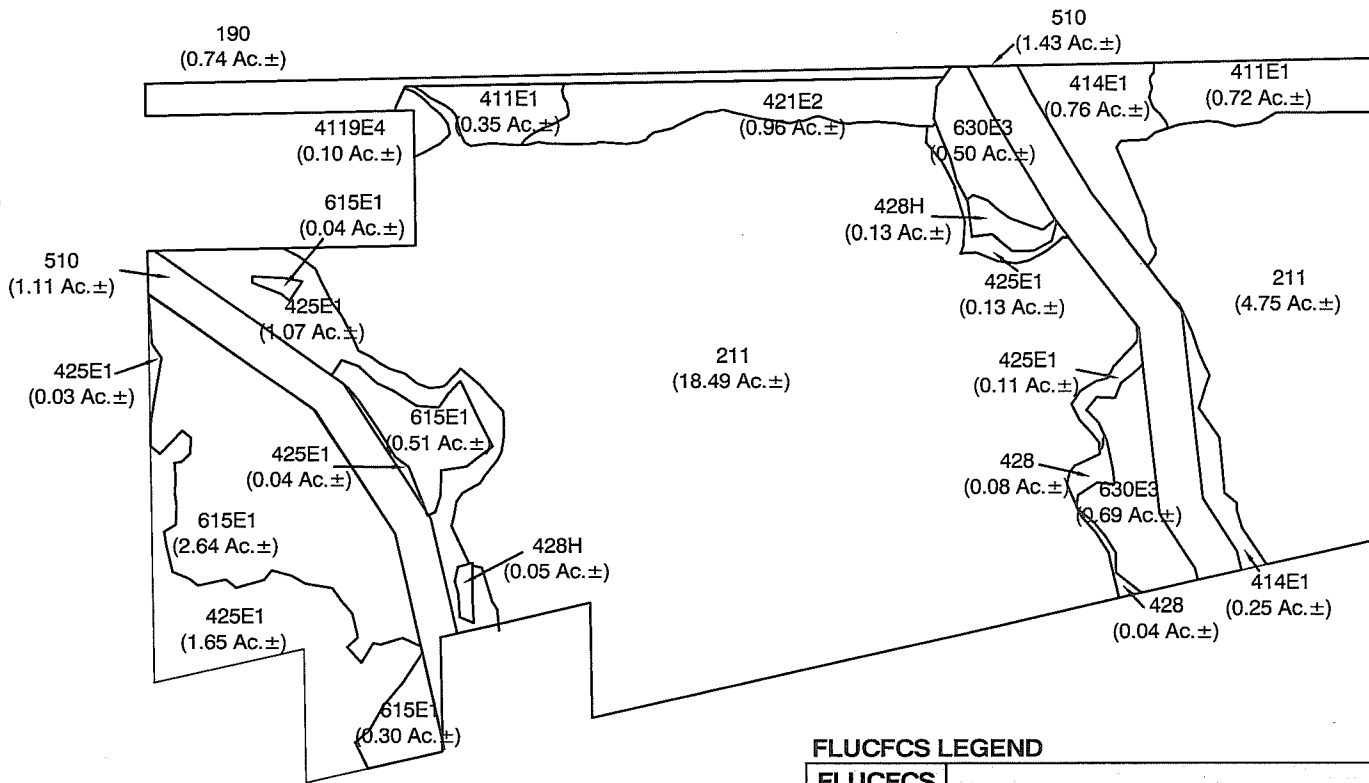 190
(0.74 Ac.±)
510
(1.43 Ac.±)
411E1
(0.35 Ac.±)
421E2
(0.96 Ac.±)
414E1
(0.76 Ac.±)
411E1
(0.72 Ac.±)
4119E4
(0.10 Ac.±)
630E3
(0.50 Ac.±)
615E1
(0.04 Ac.±)
428H
(0.13 Ac.±)
510
(1.11 Ac.±)
425E1
(1.07 Ac.±)
425E1
(0.13 Ac.±)
211
(4.75 Ac.±)
425E1
(0.03 Ac.±)
211
(18.49 Ac.±)
425E1
(0.11 Ac.±)
615E1
(0.51 Ac.±)
425E1
(0.04 Ac.±)
428
(0.08 Ac.±)
630E3
(0.69 Ac.±)
615E1
(2.64 Ac.±)
428H
(0.05 Ac.±)
414E1
(0.25 Ac.±)
428
(0.04 Ac.±)
425E1
(1.65 Ac.±)
615E1
(0.30 Ac.±)
FLUCFCS LEGEND
FLUCFCS